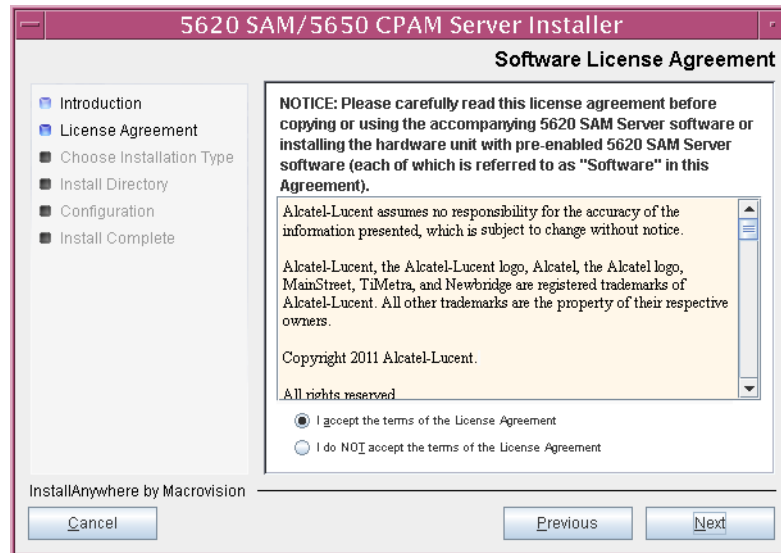 5620 SAM/5650 CPAM Server Installer
Software License Agreement
Introduction
License Agreement
Choose Installation Type
Install Directory
Configuration
Install Complete
NOTICE: Please carefully read this license agreement before
copying or using the accompanying 5620 SAM Server software or
installing the hardware unit with pre-enabled 5620 SAM Server
software (each of which is referred to as "Software" in this
Agreement).
Alcatel-Lucent assumes no responsibility for the accuracy of the
information presented, which is subject to change without notice.
Alcatel-Lucent, the Alcatel-Lucent logo, Alcatel, the Alcatel logo,
MainStreet, TiMetra, and Newbridge are registered trademarks of
Alcatel-Lucent. All other trademarks are the property of their respective
owners.
Copyright 2011 Alcatel-Lucent.
All rights reserved
I accept the terms of the License Agreement
I do NOT accept the terms of the License Agreement
InstallAnywhere by Macrovision
Cancel
Previous
Next